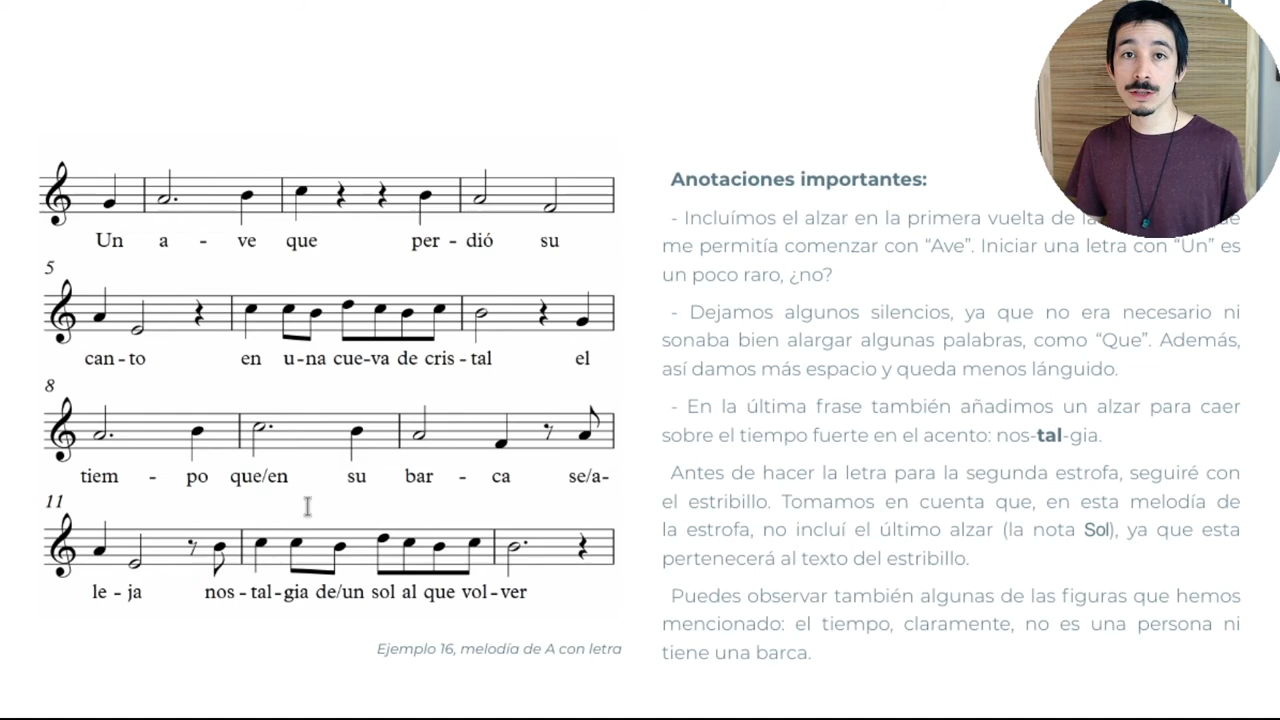 Un a - ve que per - dió su
5
can - to en u-na cue-va de cris - tal el
8
tiem - po que/en su bar - ca se/a-
11
le - ja nos - tal-gia de/un sol al que vol - ver
Ejemplo 16, melodía de A con letra
Anotaciones importantes:
- Incluímos el alzar en la primera vuelta de
me permitía comenzar con “Ave”. Iniciar una letra con “Un” es
un poco raro, ¿no?
- Dejamos algunos silencios, ya que no era necesario ni
sonaba bien alargar algunas palabras, como “Que”. Además,
así damos más espacio y queda menos lánguido.
- En la última frase también añadimos un alzar para caer
sobre el tiempo fuerte en el acento: nos-tal-gia.
Antes de hacer la letra para la segunda estrofa, seguiré con
el estribillo. Tomamos en cuenta que, en esta melodía de
la estrofa, no incluí el último alzar (la nota Sol), ya que esta
pertenecerá al texto del estribillo.
Puedes observar también algunas de las figuras que hemos
mencionado: el tiempo, claramente, no es una persona ni
tiene una barca.